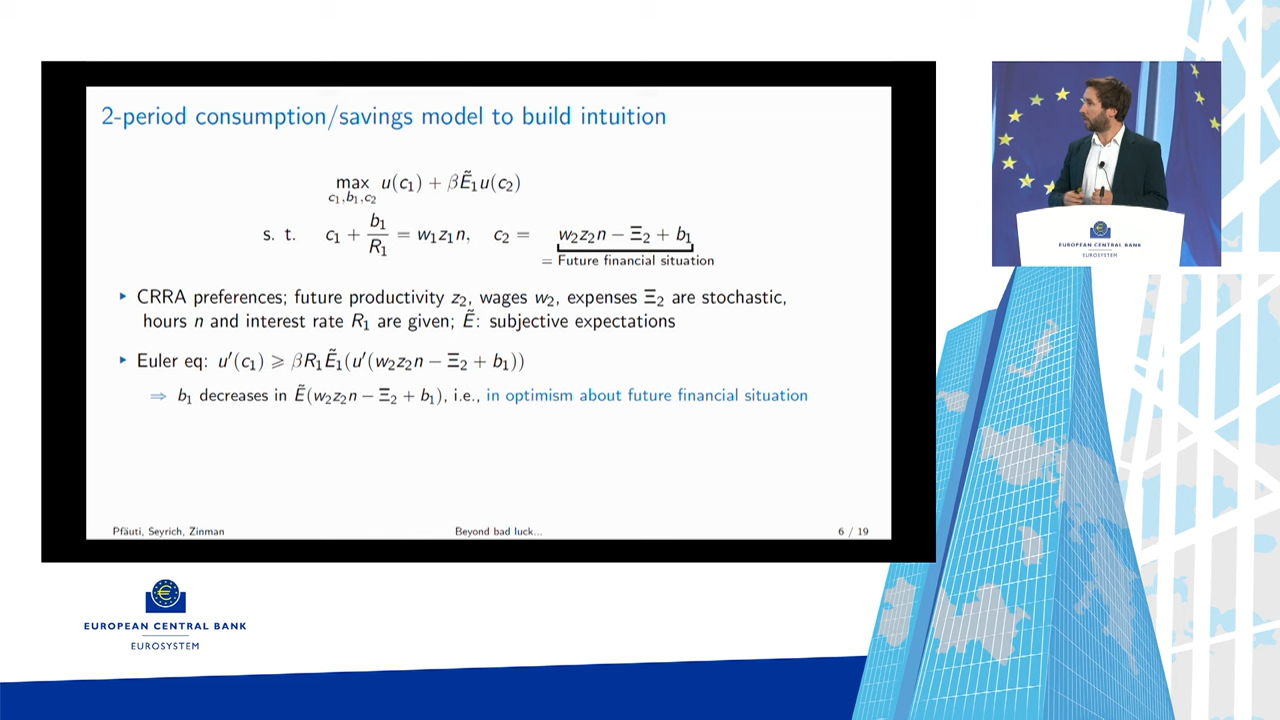 2-period consumption/savings model to build intuition
max u(c₁) + βẼ₁u(c₂)
c₁,b₁,c₂
s. t. c₁ + b₁/R₁ = w₁z₁n, c₂ = w₂z₂n − Ξ₂ + b₁
= Future financial situation
▸ CRRA preferences; future productivity z₂, wages w₂, expenses Ξ₂ are stochastic,
hours n and interest rate R₁ are given; Ẽ: subjective expectations
▸ Euler eq: u′(c₁) ⩾ βR₁Ẽ₁(u′(w₂z₂n − Ξ₂ + b₁))
⇒ b₁ decreases in Ẽ(w₂z₂n − Ξ₂ + b₁), i.e., in optimism about future financial situation
Pfäuti, Seyrich, Zinman Beyond bad luck... 6 / 19
EUROPEAN CENTRAL BANK
EUROSYSTEM
EUROPEAN CENTRAL BANK
EUROSYSTEM